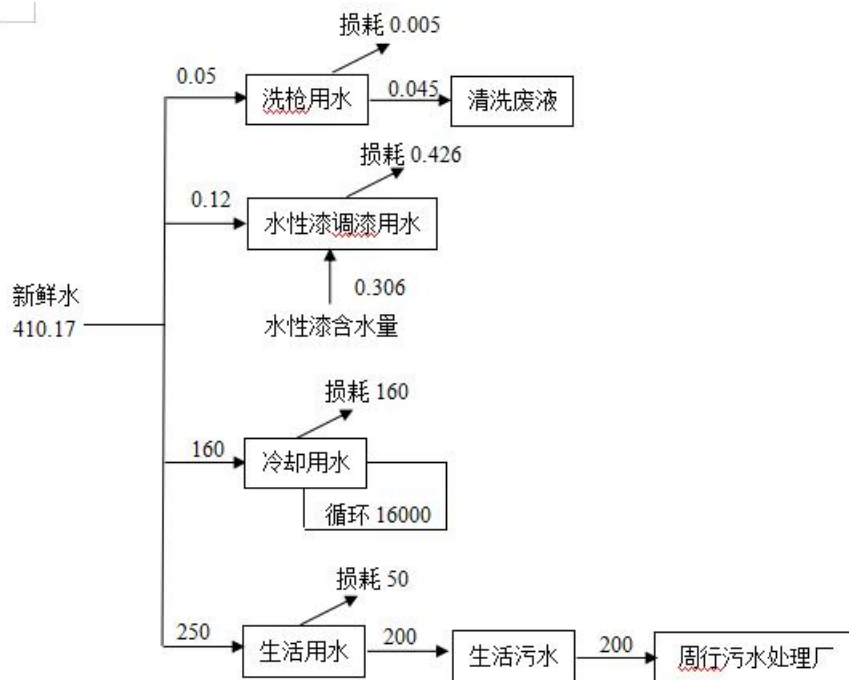 损耗 0.005
0.05
洗枪用水
0.045
清洗废液
损耗 0.426
0.12
水性漆调漆用水
0.306
水性漆含水量
新鲜水
410.17
损耗 160
160
冷却用水
循环 16000
损耗 50
250
生活用水
200
生活污水
200
周行污水处理厂